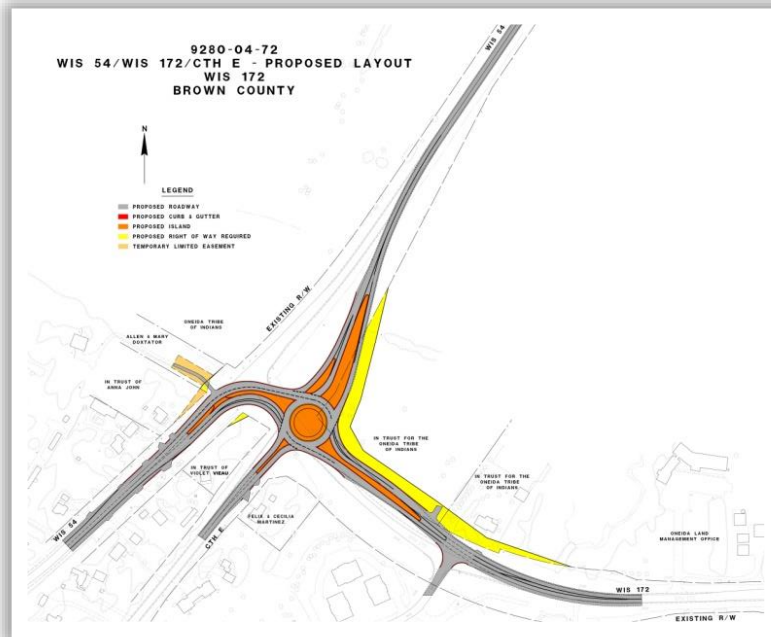 9280-04-72
WIS 54/WIS 172/CTH E - PROPOSED LAYOUT
WIS 172
BROWN COUNTY
WIS 54
N
LEGEND
PROPOSED ROADWAY
PROPOSED CURB & GUTTER
PROPOSED ISLAND
PROPOSED RIGHT OF WAY REQUIRED
TEMPORARY LIMITED EASEMENT
EXISTING R/W
ONEIDA TRIBE
OF INDIANS
ALLEN & MARY
DOXTATOR
IN TRUST OF
ANNA JOHN
IN TRUST FOR THE
ONEIDA TRIBE
OF INDIANS
IN TRUST OF
VIOLET
IN TRUST FOR THE
ONEIDA TRIBE
OF INDIANS
FELIX & CECILIA
MARTINEZ
WIS 54
CTH E
ONEIDA LAND
MANAGEMENT OFFICE
WIS 172
EXISTING R/W